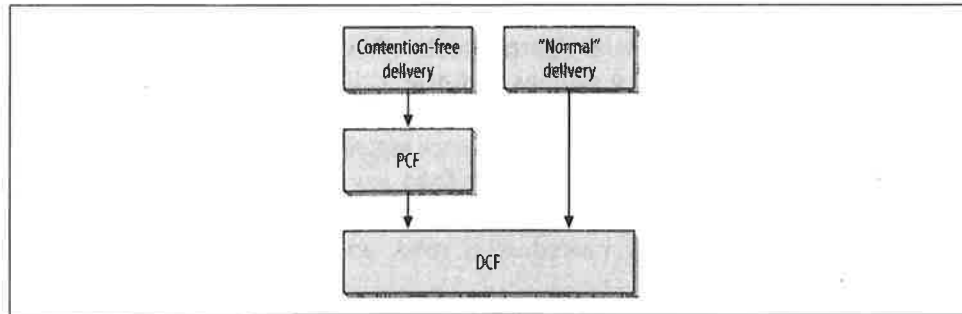 Contention-free
delivery
"Normal"
delivery
PCF
DCF